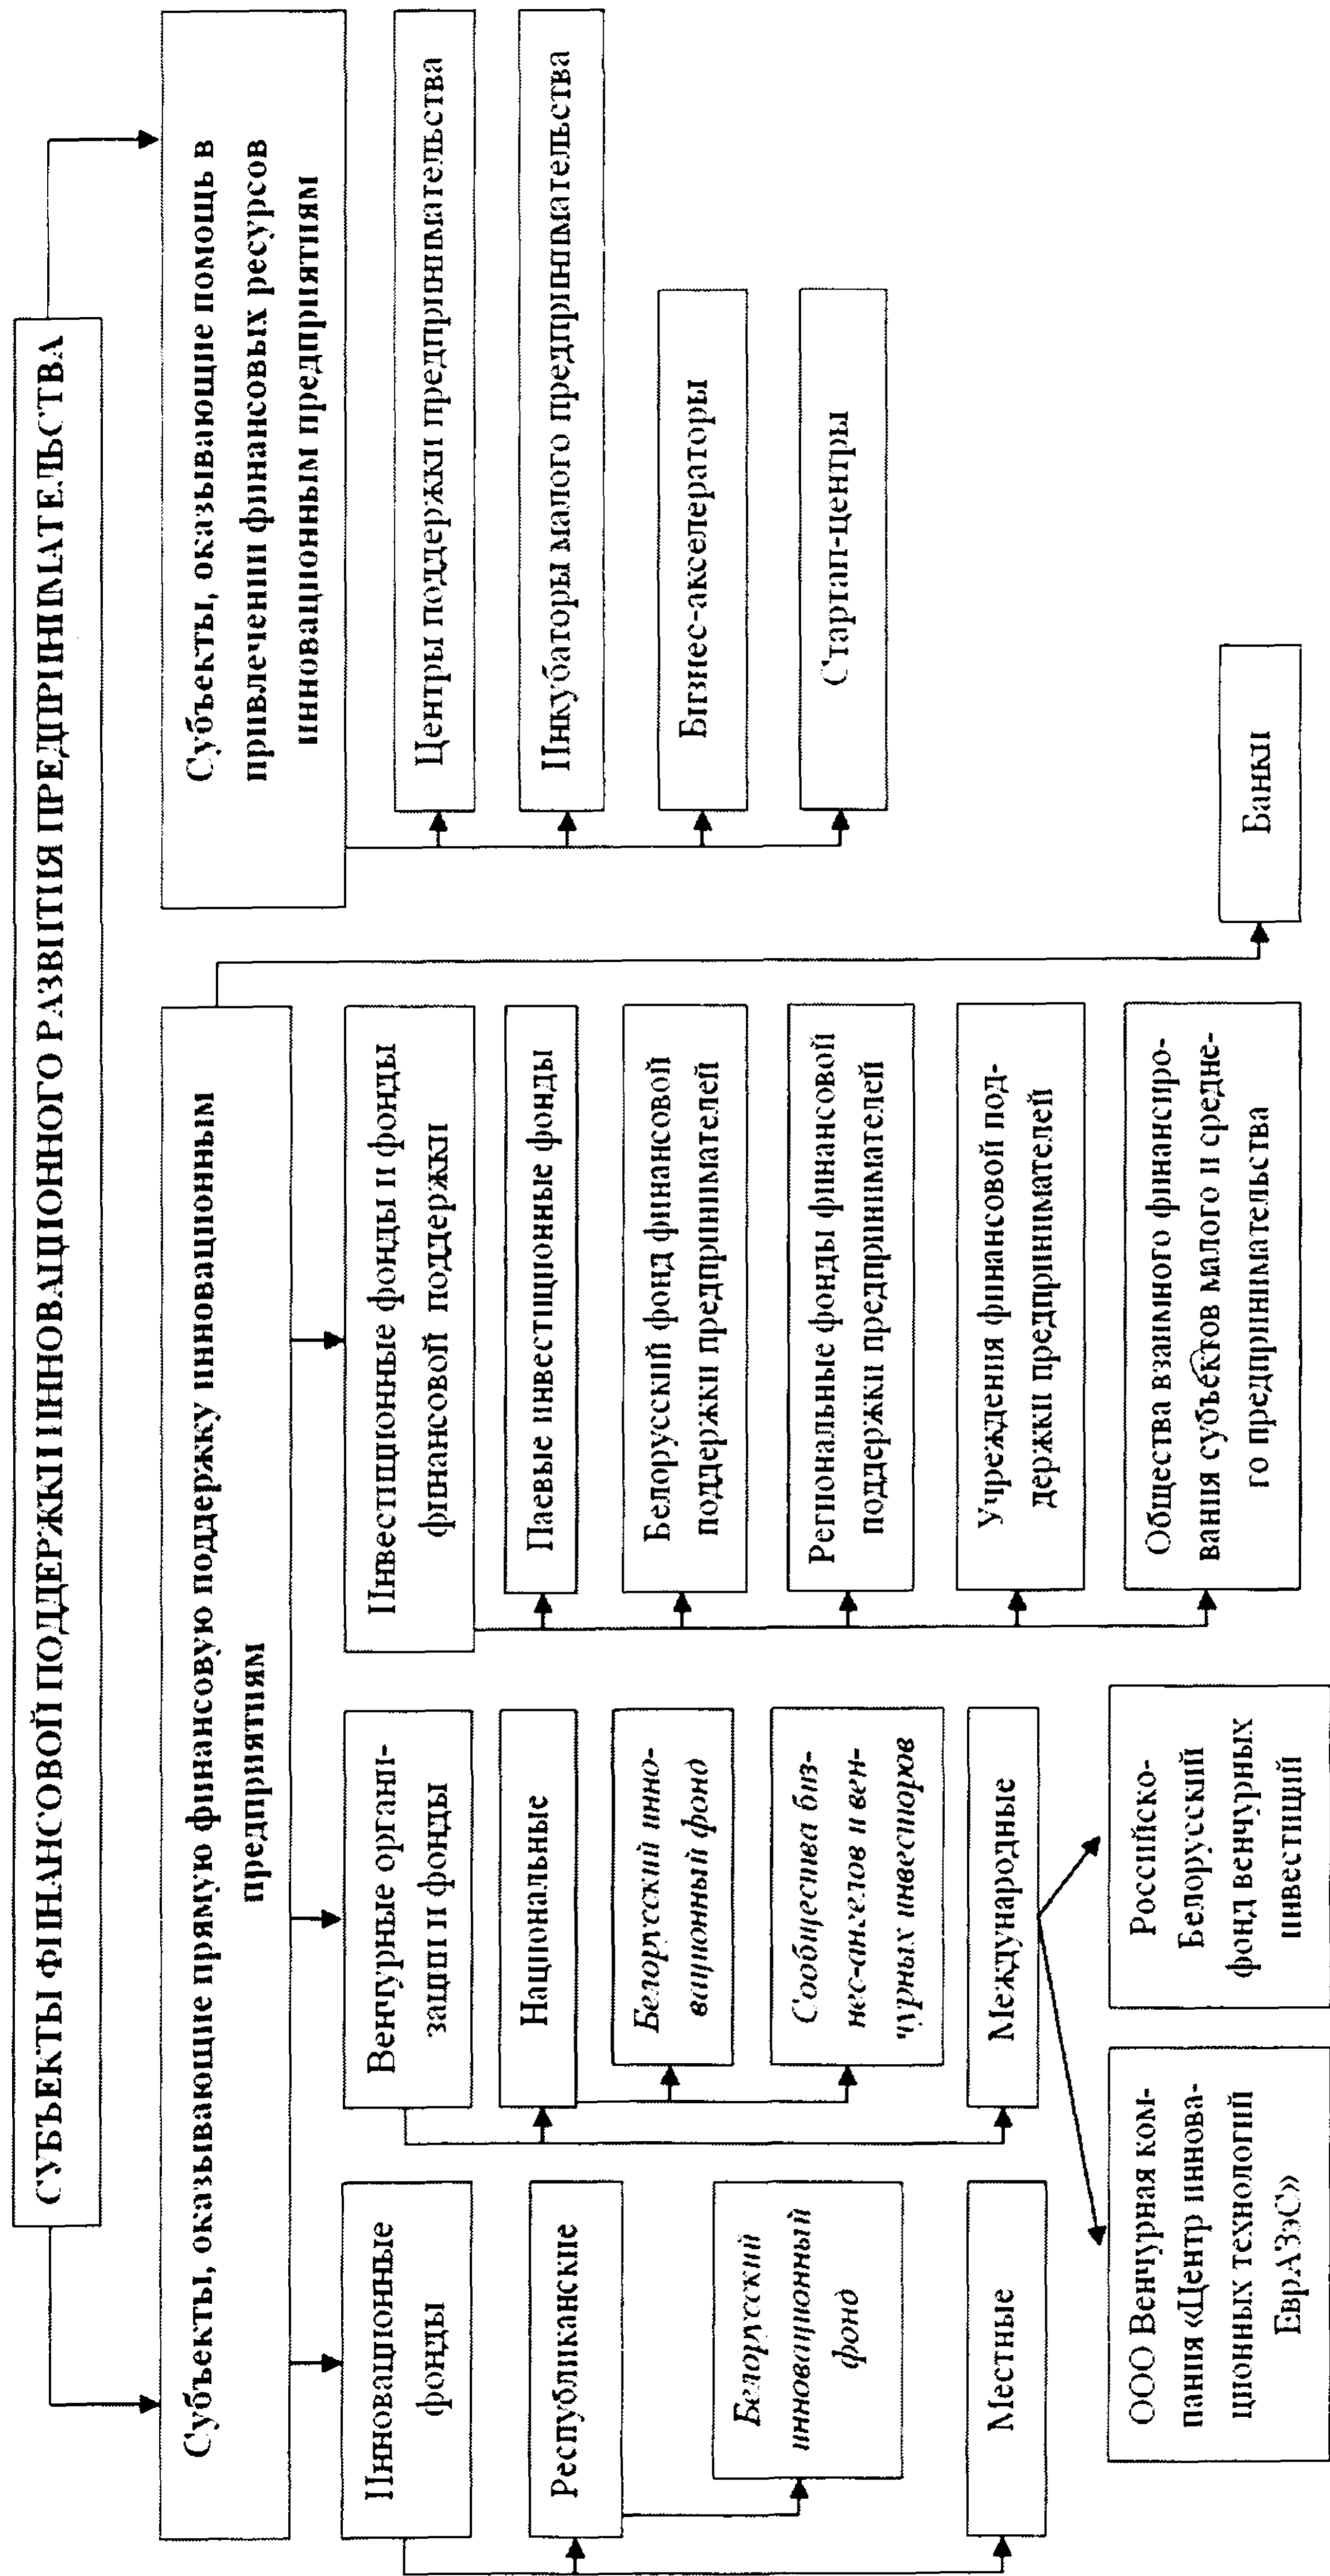 СУБЪЕКТЫ ФИНАНСОВОЙ ПОДДЕРЖКИ ИННОВАЦИОННОГО РАЗВИТИЯ ПРЕДПРИНИМАТЕЛЬСТВА
Субъекты, оказывающие прямую финансовую поддержку инновационным
предприятиям
Инновационные
фонды
Республиканские
Белорусский
инновационный
фонд
Местные
Венчурные органи-
зации и фонды
Национальные
Белорусский инно-
вационный фонд
Сообщества биз-
нес-ангелов и вен-
чурных инвесторов
Международные
ООО Венчурная ком-
пания «Центр иннова-
ционных технологий
ЕврАзЭС»
Российско-
Белорусский
фонд венчурных
инвестиций
Инвестиционные фонды и фонды
финансовой поддержки
Паевые инвестиционные фонды
Белорусский фонд финансовой
поддержки предпринимателей
Региональные фонды финансовой
поддержки предпринимателей
Учреждения финансовой под-
держки предпринимателей
Общества взаимного финансиро-
вания субъектов малого и средне-
го предпринимательства
Банки
Субъекты, оказывающие помощь в
привлечении финансовых ресурсов
инновационным предприятиям
Центры поддержки предпринимательства
Инкубаторы малого предпринимательства
Бизнес-акселераторы
Стартап-центры